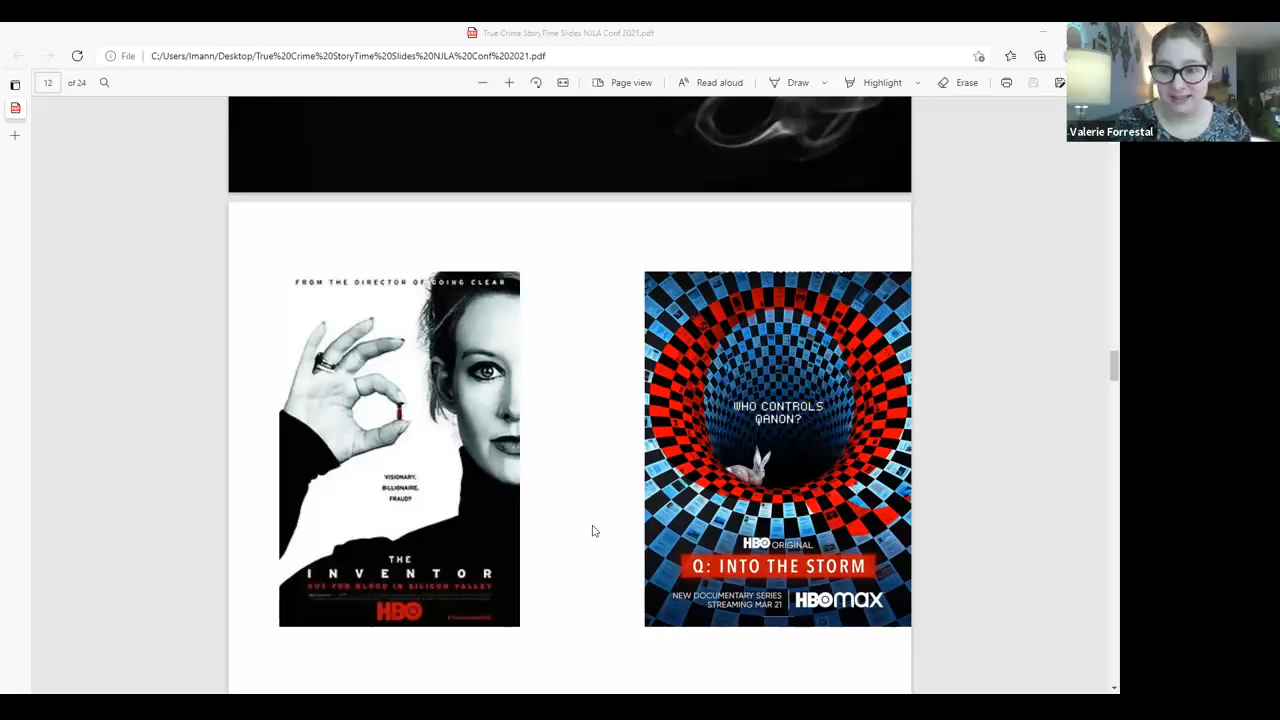 True Crime StoryTime Slides NJLA Conf 2021.pdf
File
C:/Users/lmann/Desktop/True%20Crime%20StoryTime%20Slides%20NJLA%20Conf%202021.pdf
12 of 24
Page view
Read aloud
Draw
Highlight
Erase
Valerie Forrestal
FROM THE DIRECTOR OF GOING CLEAR
VISIONARY.
BILLIONAIRE.
FRAUD?
THE
INVENTOR
OUT FOR BLOOD IN SILICON VALLEY
HBO
WHO CONTROLS
QANON?
HBO ORIGINAL
Q: INTO THE STORM
NEW DOCUMENTARY SERIES
STREAMING MAR 21
HBOMAX